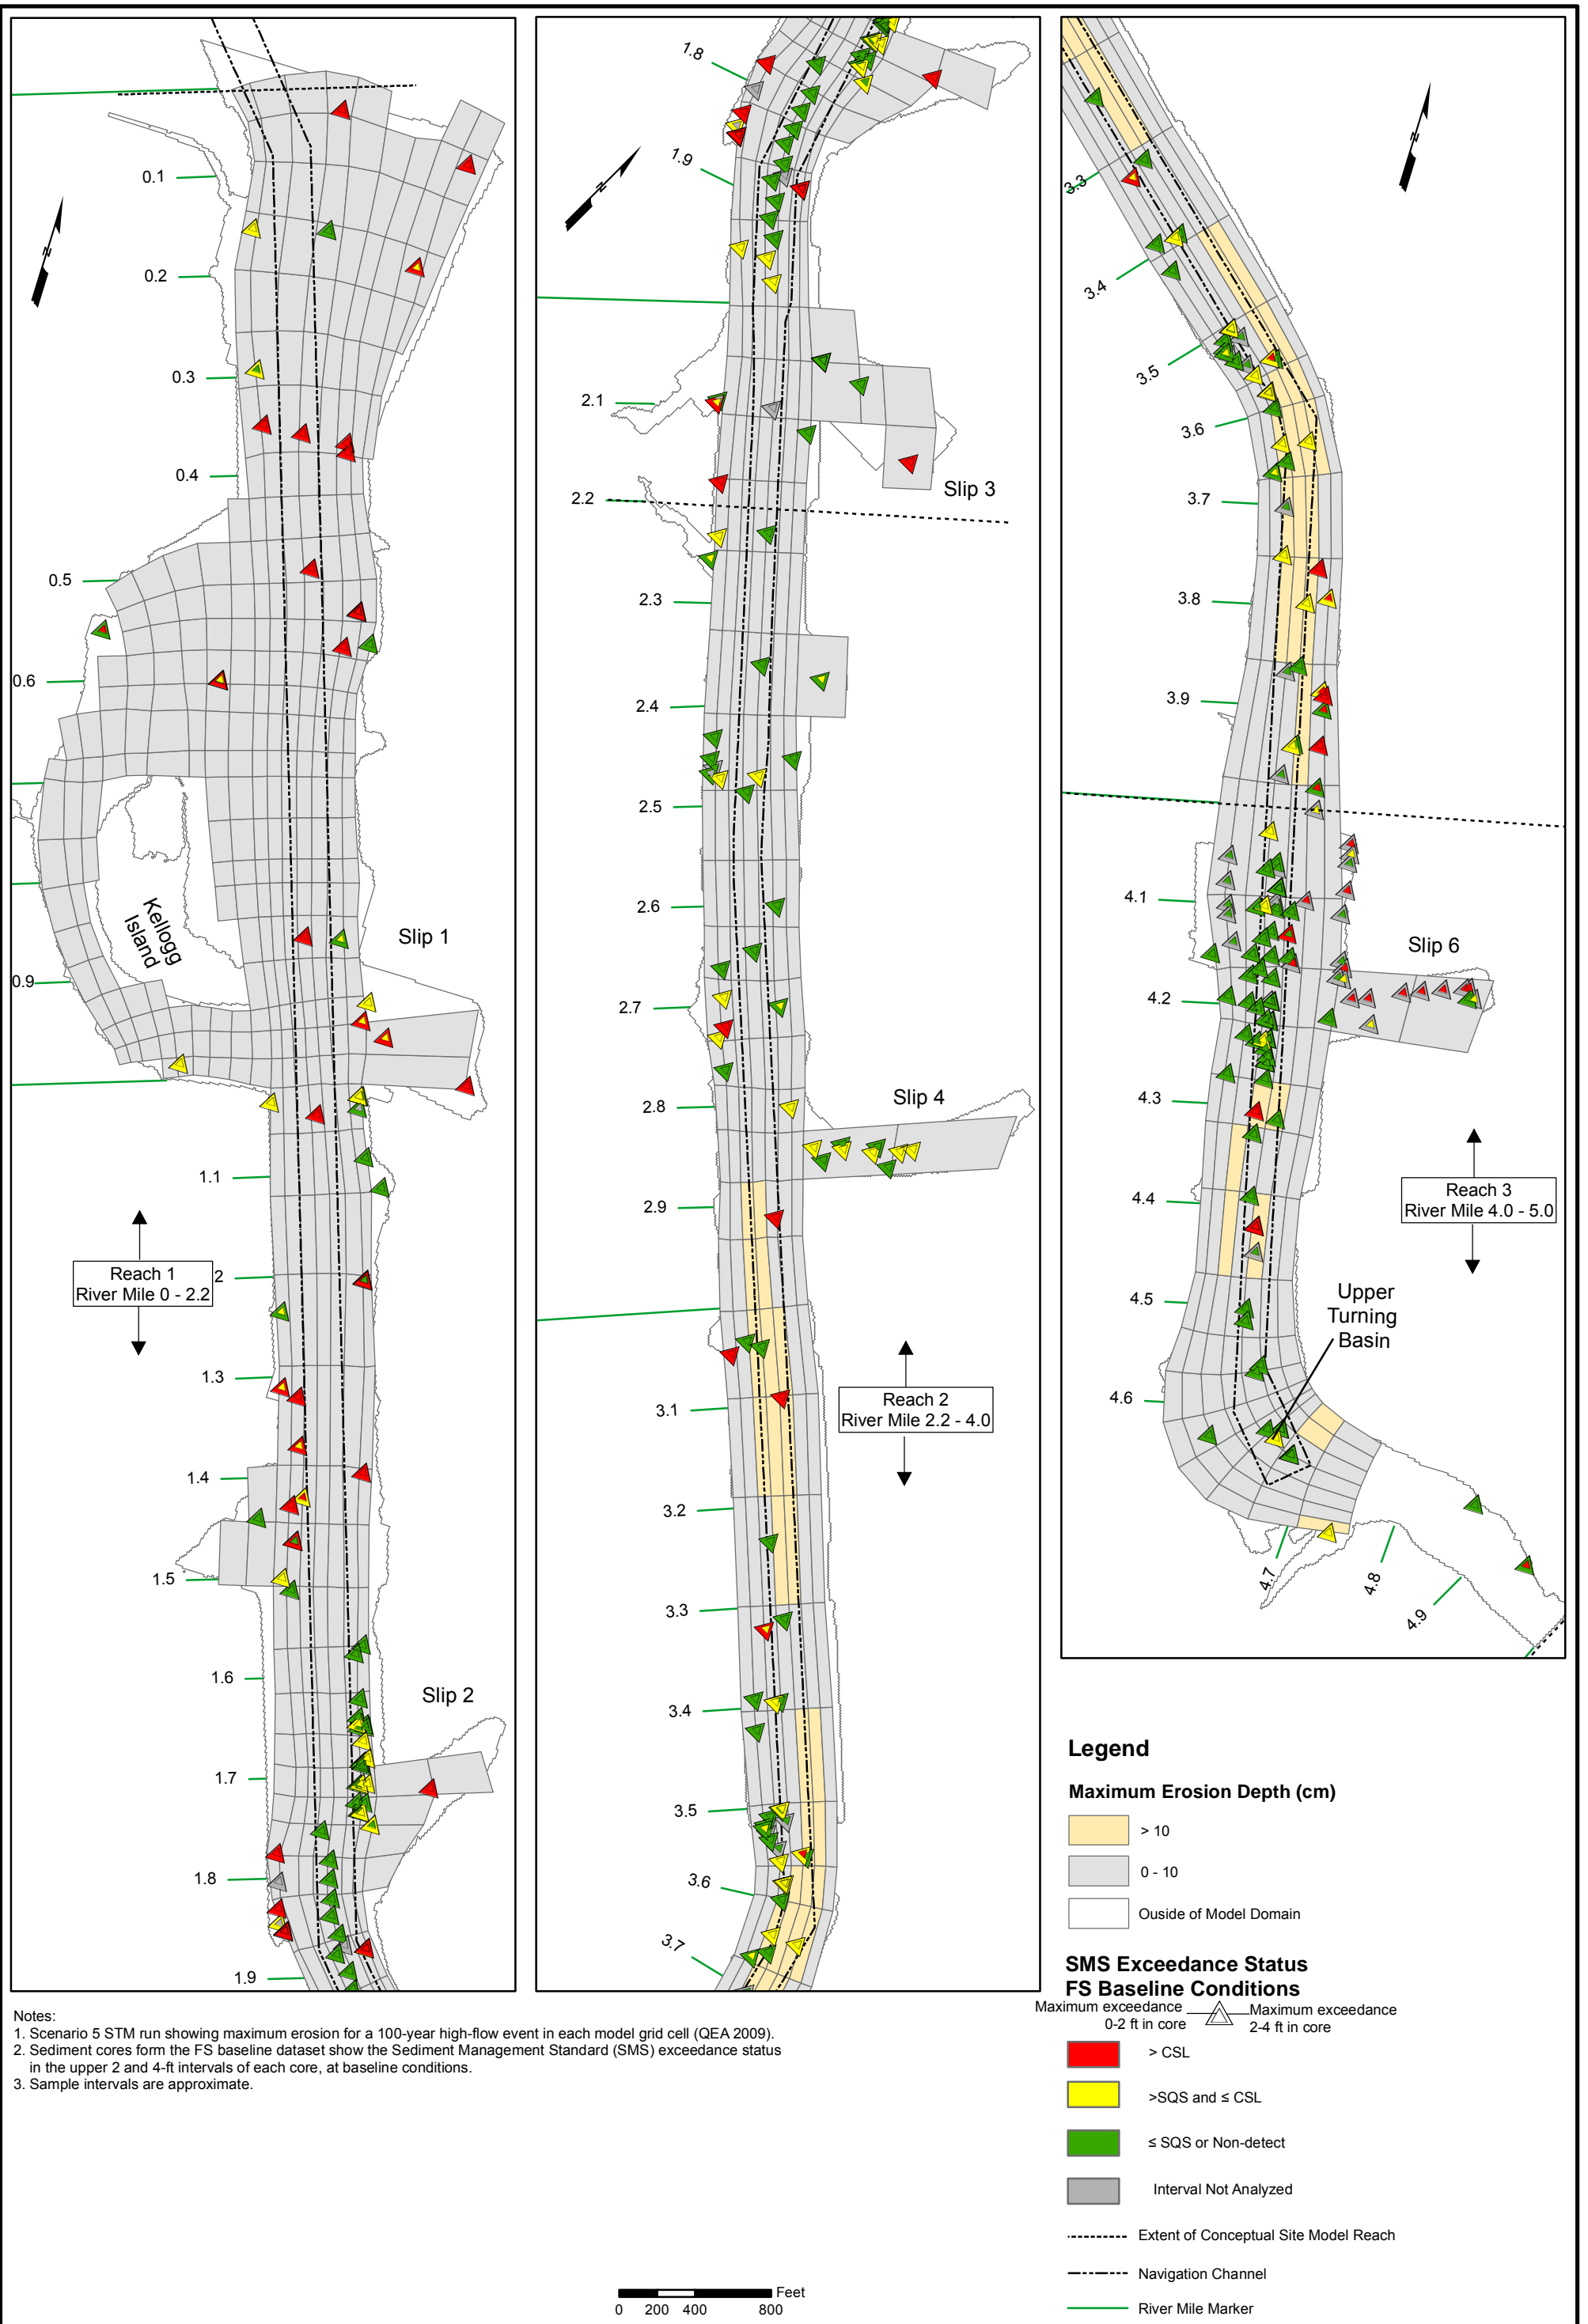 0.1
0.2
0.3
0.4
0.5
0.6
Kellogg
Island
Slip 1
0.9
1.1
Reach 1
River Mile 0 - 2.2
2
1.3
1.4
1.5
1.6
Slip 2
1.7
1.8
1.9
N
1.8
1.9
N
2.1
Slip 3
2.2
2.3
2.4
2.5
2.6
2.7
2.8
Slip 4
2.9
Reach 2
River Mile 2.2 - 4.0
3.1
3.2
3.3
3.4
3.5
3.6
3.7
N
3.3
3.4
3.5
3.6
3.7
3.8
3.9
4.1
Slip 6
4.2
4.3
Reach 3
River Mile 4.0 - 5.0
4.4
4.5
Upper
Turning
Basin
4.6
4.7
4.8
4.9
Legend
Maximum Erosion Depth (cm)
> 10
0 - 10
Ouside of Model Domain
SMS Exceedance Status
FS Baseline Conditions
Maximum exceedance
0-2 ft in core
Maximum exceedance
2-4 ft in core
> CSL
>SQS and ≤ CSL
≤ SQS or Non-detect
Interval Not Analyzed
Extent of Conceptual Site Model Reach
Navigation Channel
River Mile Marker
Notes:
1. Scenario 5 STM run showing maximum erosion for a 100-year high-flow event in each model grid cell (QEA 2009).
2. Sediment cores form the FS baseline dataset show the Sediment Management Standard (SMS) exceedance status
in the upper 2 and 4-ft intervals of each core, at baseline conditions.
3. Sample intervals are approximate.
Feet
0 200 400 800